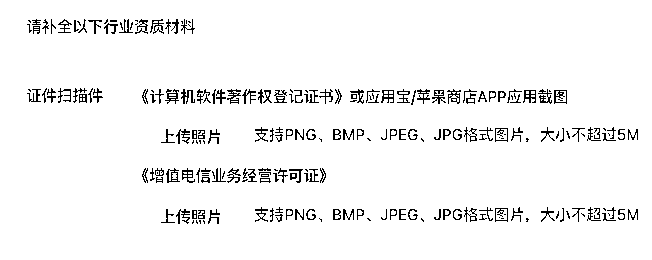 请补全以下行业资质材料
证件扫描件 《计算机软件著作权登记证书》或应用宝/苹果商店APP应用截图
上传照片 支持PNG、BMP、JPEG、JPG格式图片，大小不超过5M
《增值电信业务经营许可证》
上传照片 支持PNG、BMP、JPEG、JPG格式图片，大小不超过5M